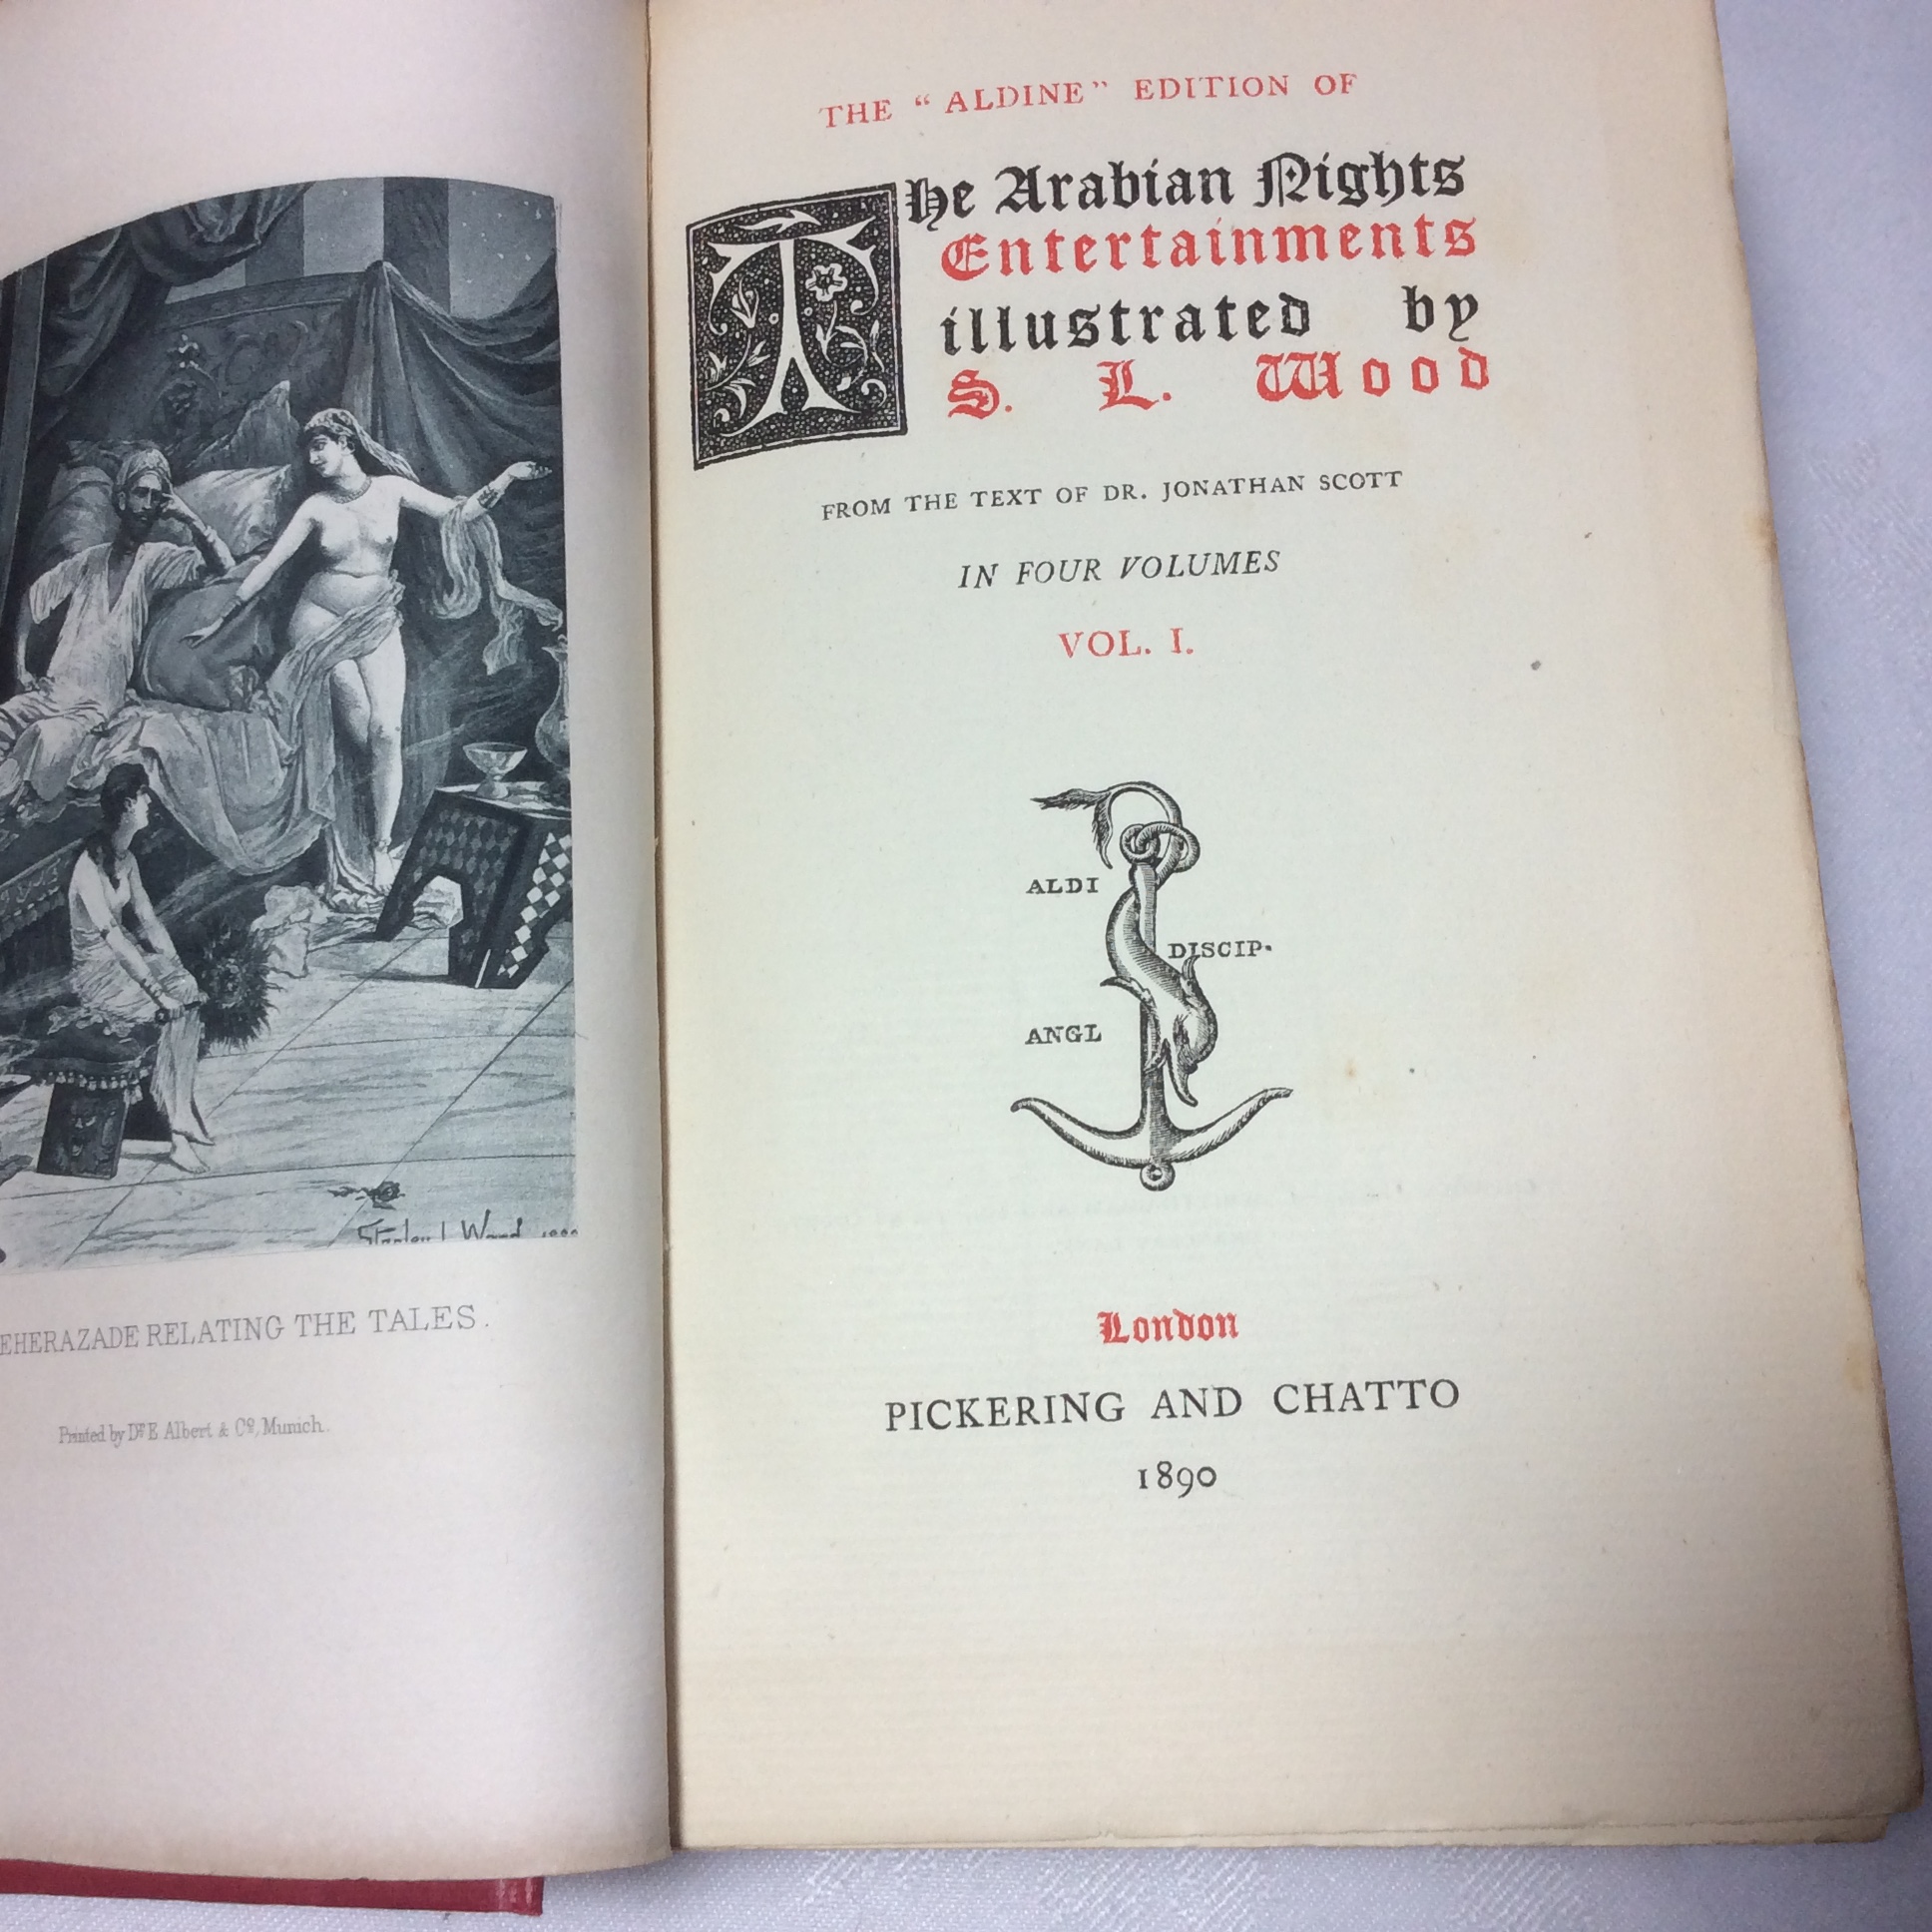 EHERAZADE RELATING THE TALES.
Printed by Dr. E Albert & Co, Munich.
THE "ALDINE" EDITION OF
The Arabian Nights
Entertainments
illustrated by
S. L. Wood
FROM THE TEXT OF DR. JONATHAN SCOTT
IN FOUR VOLUMES
VOL. I.
ALDI
DISCIP.
ANGL
London
PICKERING AND CHATTO
1890